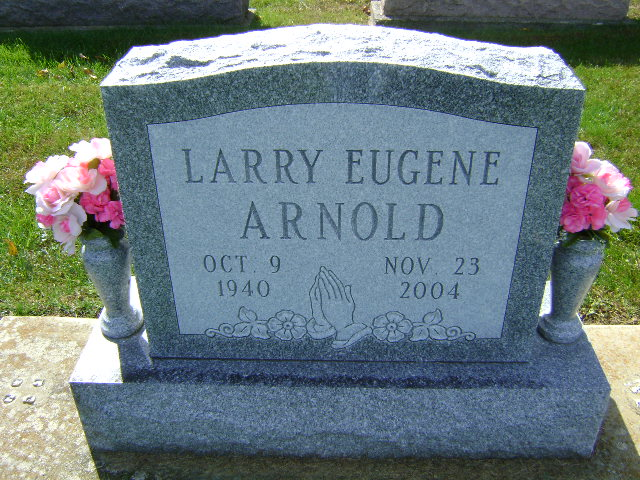 LARRY EUGENE
ARNOLD
OCT. 9 NOV. 23
1940 2004